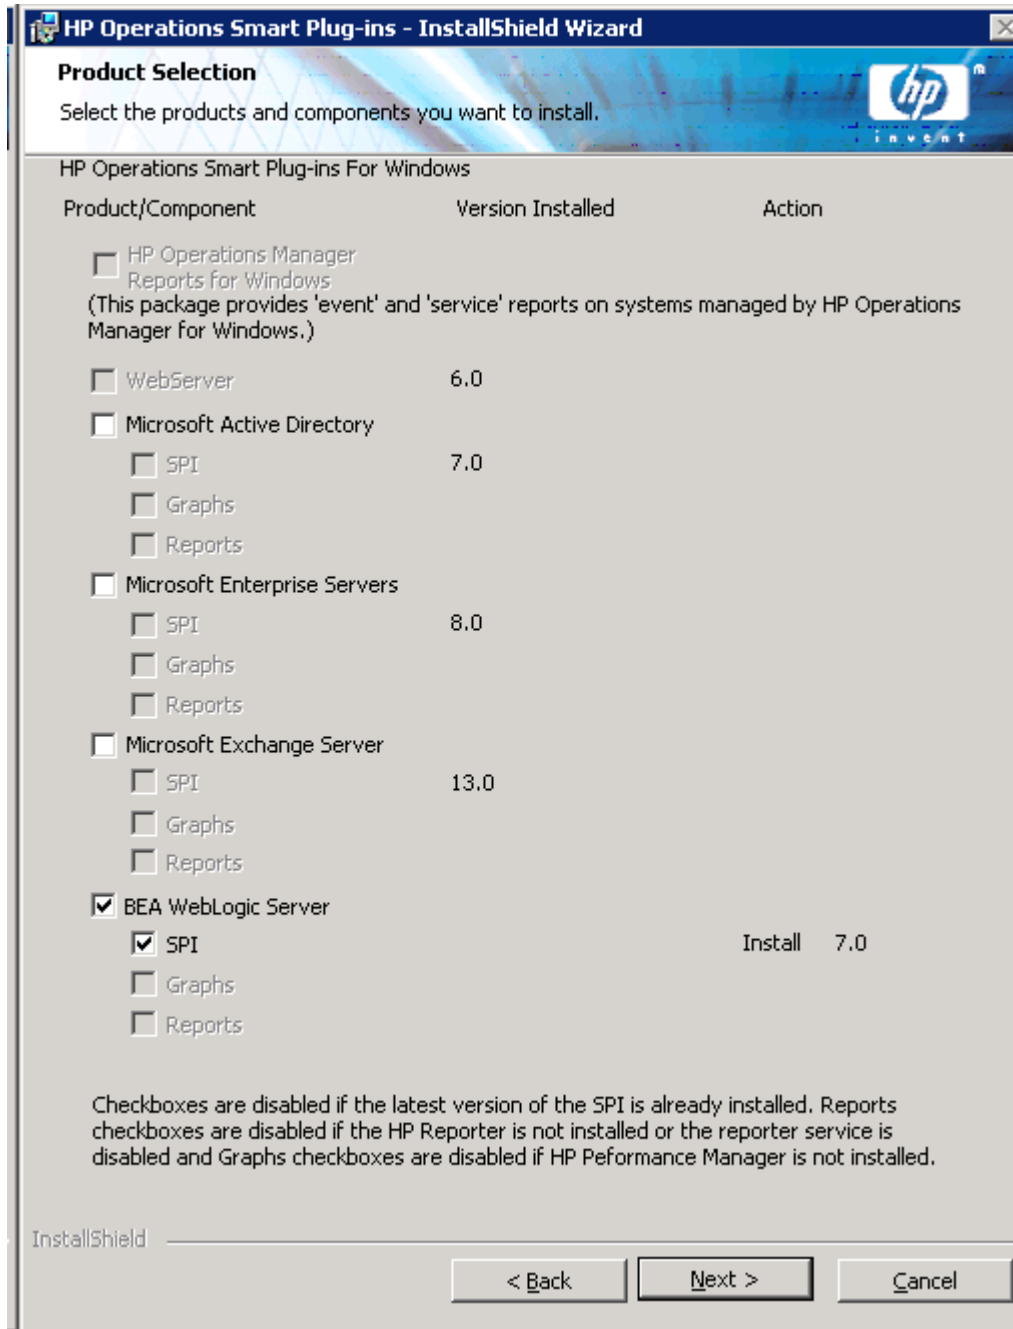 HP Operations Smart Plug-ins - InstallShield Wizard
Product Selection
Select the products and components you want to install.
hp
®
invent
HP Operations Smart Plug-ins For Windows
Product/Component Version Installed Action
HP Operations Manager
Reports for Windows
(This package provides 'event' and 'service' reports on systems managed by HP Operations
Manager for Windows.)
WebServer 6.0
Microsoft Active Directory
SPI 7.0
Graphs
Reports
Microsoft Enterprise Servers
SPI 8.0
Graphs
Reports
Microsoft Exchange Server
SPI 13.0
Graphs
Reports
BEA WebLogic Server
SPI Install 7.0
Graphs
Reports
Checkboxes are disabled if the latest version of the SPI is already installed. Reports
checkboxes are disabled if the HP Reporter is not installed or the reporter service is
disabled and Graphs checkboxes are disabled if HP Peformance Manager is not installed.
InstallShield
< Back Next > Cancel